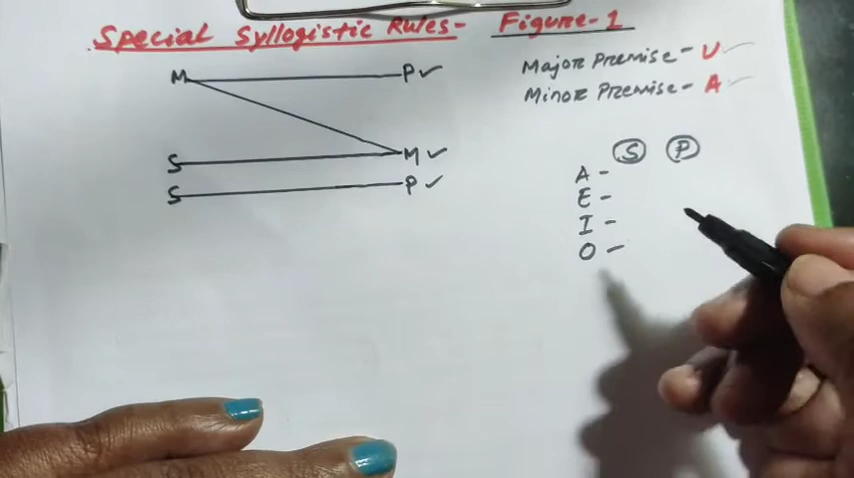 Special Syllogistic Rules- Figure-1
M P ✓
S M ✓
S P ✓
Major Premise - U ✓
Minor Premise - A ✓
S P
A -
E -
I -
O -